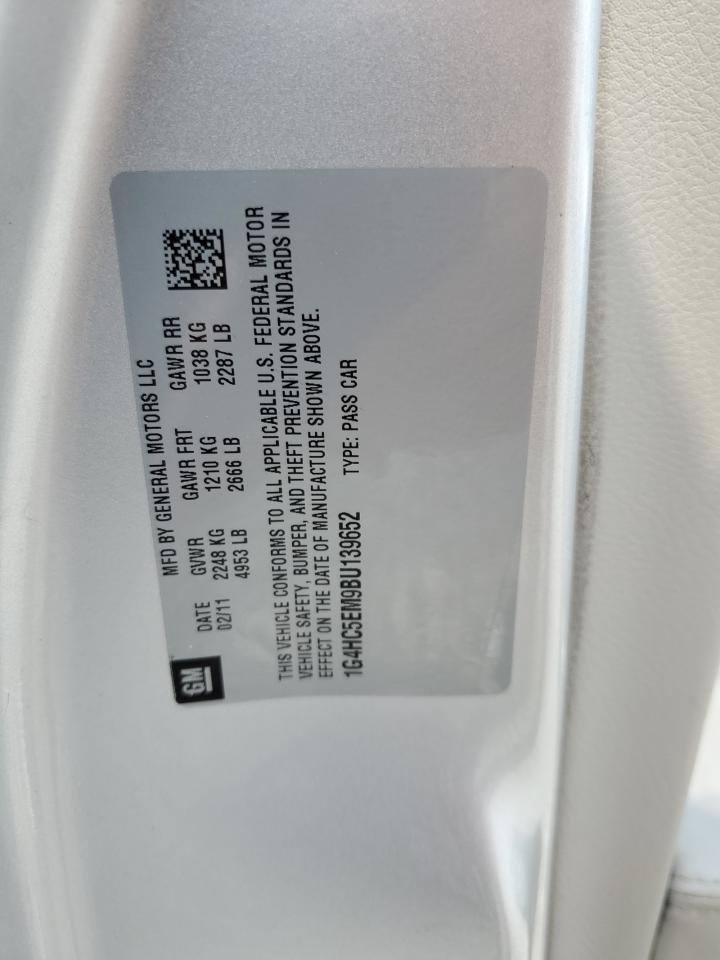 GM
MFD BY GENERAL MOTORS LLC
DATE GVWR GAWR FRT GAWR RR
02/11 2248 KG 1210 KG 1038 KG
4953 LB 2666 LB 2287 LB
THIS VEHICLE CONFORMS TO ALL APPLICABLE U.S. FEDERAL MOTOR
VEHICLE SAFETY, BUMPER, AND THEFT PREVENTION STANDARDS IN
EFFECT ON THE DATE OF MANUFACTURE SHOWN ABOVE.
1G4HC5EM9BU139652 TYPE: PASS CAR